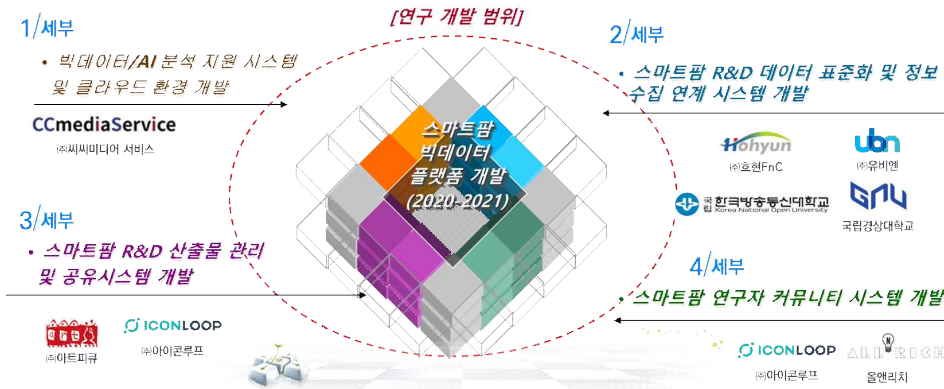 [연구 개발 범위]
1/세부
• 빅데이터/AI 분석 지원 시스템
및 클라우드 환경 개발
CCmediaService
㈜씨씨미디어 서비스
2/세부
• 스마트팜 R&D 데이터 표준화 및 정보
수집 연계 시스템 개발
Hohyun
㈜호현FnC
ubn
㈜유비엔
국립 한국방송통신대학교
Korea National Open University
GNU
국립경상대학교
스마트팜
빅데이터
플랫폼 개발
(2020-2021)
3/세부
• 스마트팜 R&D 산출물 관리
및 공유시스템 개발
㈜아트피큐
ICONLOOP
㈜아이콘루프
4/세부
• 스마트팜 연구자 커뮤니티 시스템 개발
ICONLOOP
㈜아이콘루프
ALL N RICH
올앤리치